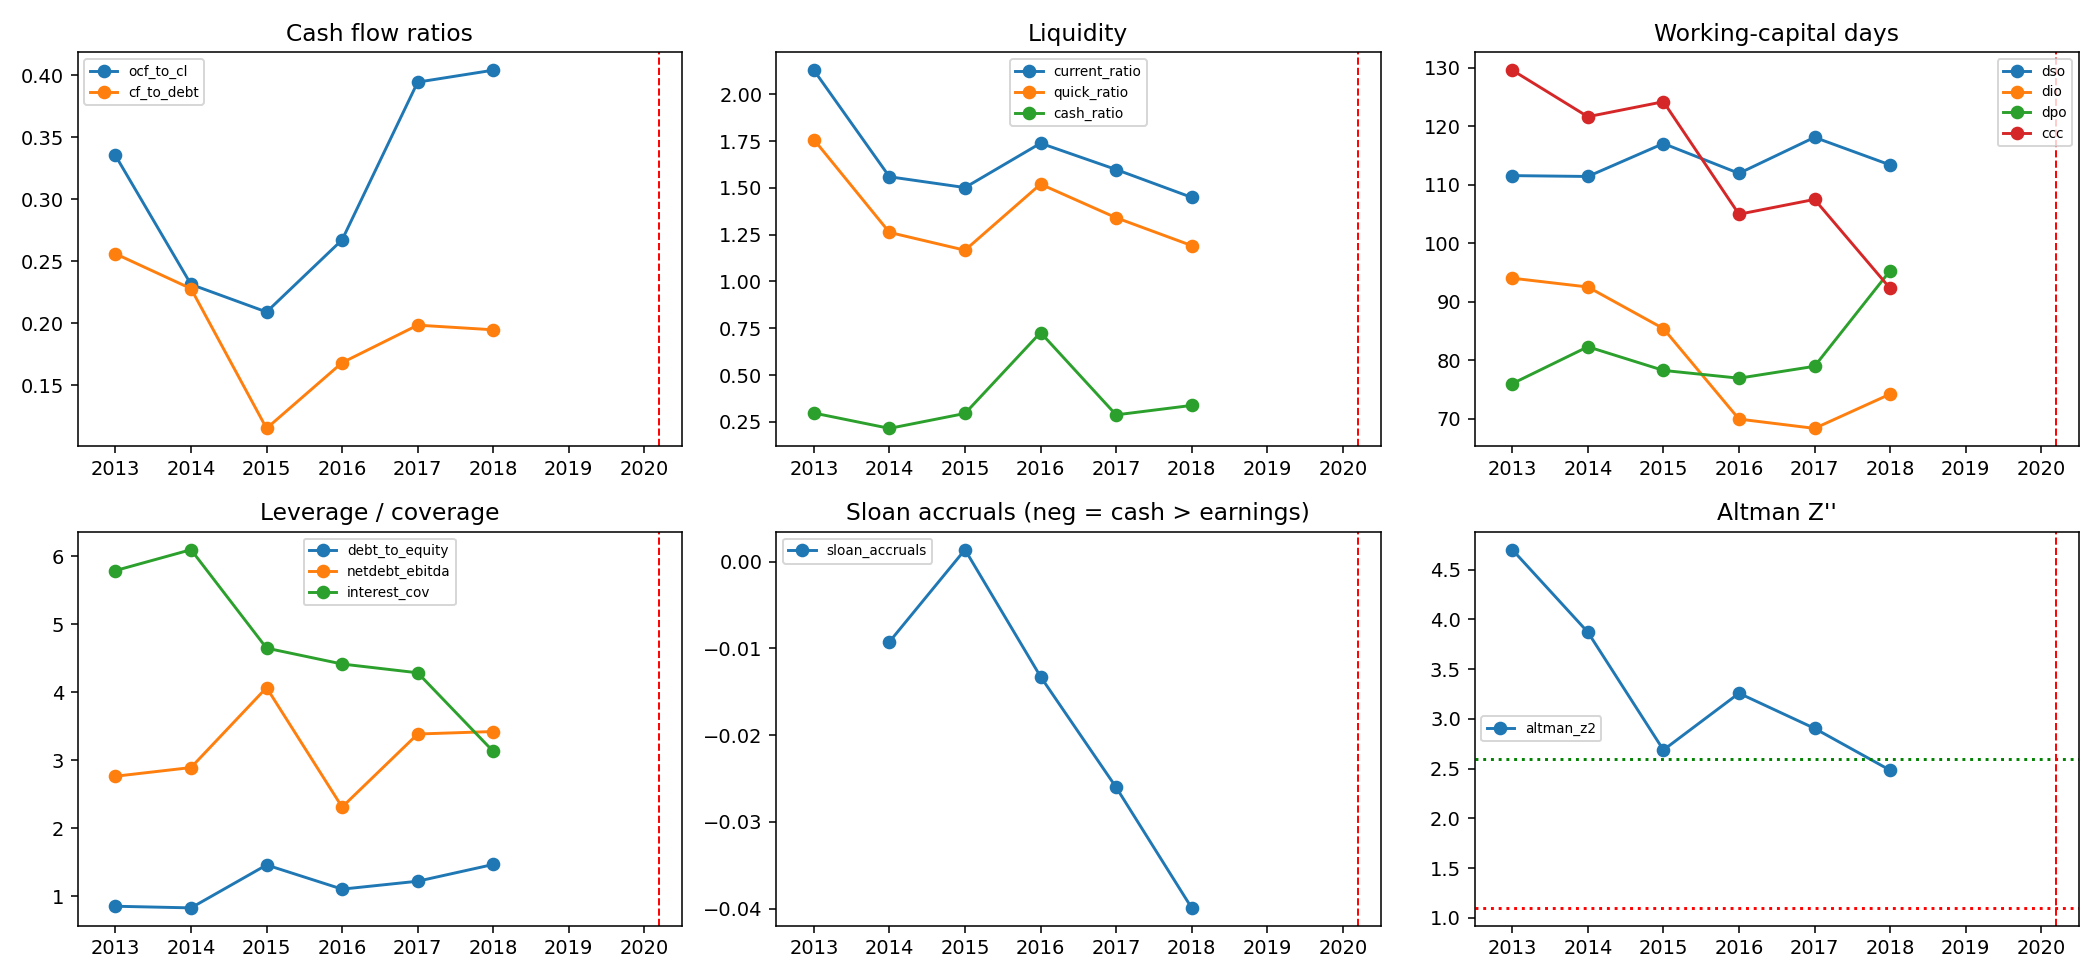 Cash flow ratios
ocf_to_cl
cf_to_debt
0.40
0.35
0.30
0.25
0.20
0.15
2013 2014 2015 2016 2017 2018 2019 2020
Liquidity
current_ratio
quick_ratio
cash_ratio
2.00
1.75
1.50
1.25
1.00
0.75
0.50
0.25
2013 2014 2015 2016 2017 2018 2019 2020
Working-capital days
dso
dio
dpo
ccc
130
120
110
100
90
80
70
2013 2014 2015 2016 2017 2018 2019 2020
Leverage / coverage
debt_to_equity
netdebt_ebitda
interest_cov
6
5
4
3
2
1
2013 2014 2015 2016 2017 2018 2019 2020
Sloan accruals (neg = cash > earnings)
sloan_accruals
0.00
−0.01
−0.02
−0.03
−0.04
2013 2014 2015 2016 2017 2018 2019 2020
Altman Z''
altman_z2
4.5
4.0
3.5
3.0
2.5
2.0
1.5
1.0
2013 2014 2015 2016 2017 2018 2019 2020